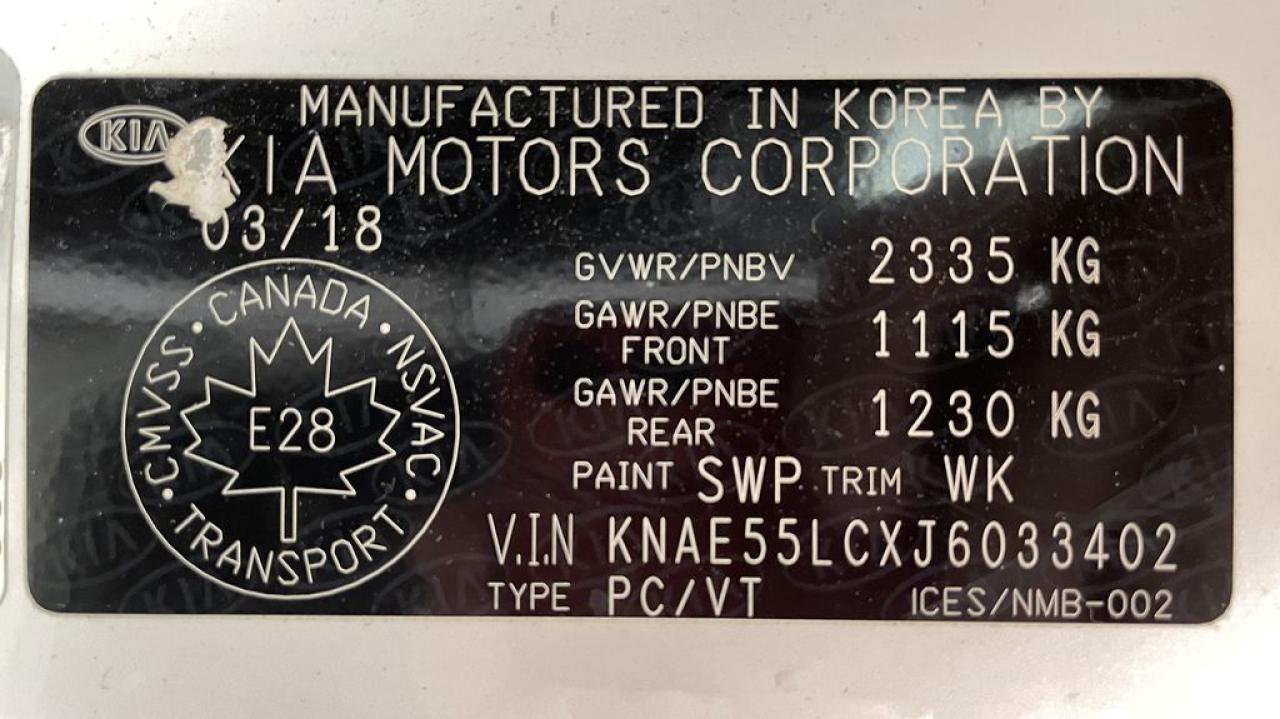 MANUFACTURED IN KOREA BY
KIA
KIA MOTORS CORPORATION
03/18
GVWR/PNBV 2335 KG
GAWR/PNBE FRONT 1115 KG
GAWR/PNBE REAR 1230 KG
PAINT SWP TRIM WK
V.I.N KNAE55LCXJ6033402
TYPE PC/VT ICES/NMB-002
CANADA • NSVAC • TRANSPORT • CMVSS •
E28